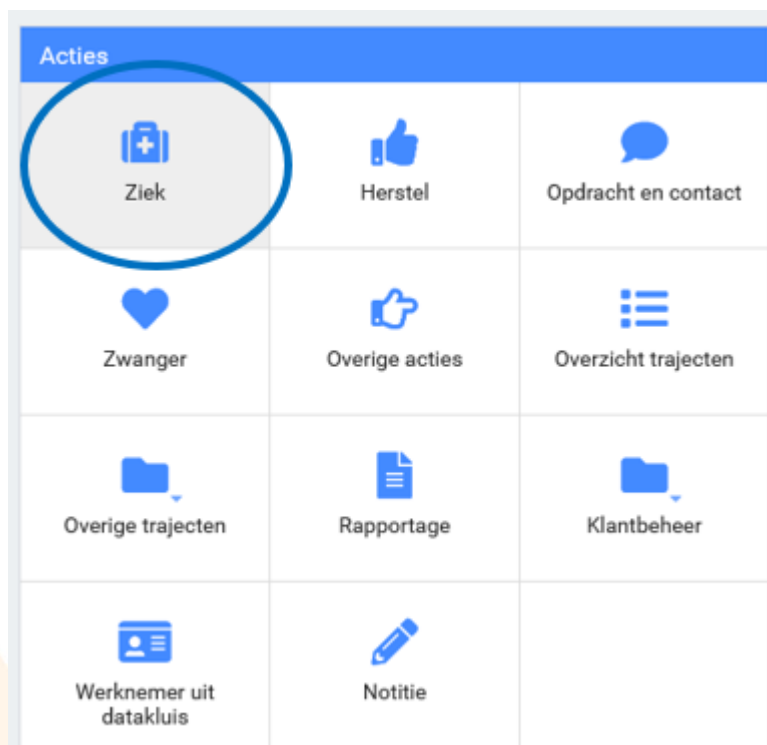 Acties
Ziek
Herstel
Opdracht en contact
Zwanger
Overige acties
Overzicht trajecten
Overige trajecten
Rapportage
Klantbeheer
Werknemer uit
datakluis
Notitie